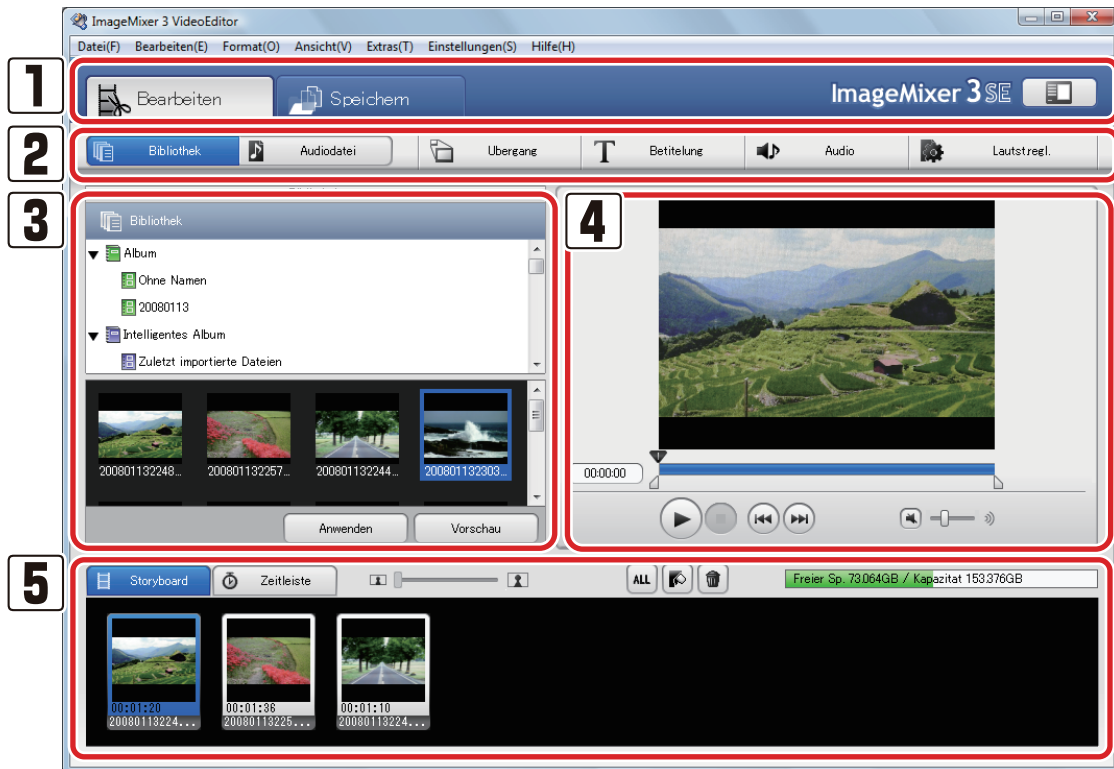 ImageMixer 3 VideoEditor
Datei(F) Bearbeiten(E) Format(O) Ansicht(V) Extras(T) Einstellungen(S) Hilfe(H)
1
Bearbeiten Speichern ImageMixer 3 SE
2
Bibliothek Audiodatei Ubergang T Betitelung Audio Lautstregl.
3
Bibliothek
Album
Ohne Namen
20080113
Intelligentes Album
Zuletzt importierte Dateien
200801132248... 200801132257... 200801132244... 200801132303...
Anwenden Vorschau
4
00:00:00
5
Storyboard Zeitleiste ALL Freier Sp. 73.064GB / Kapazitat 153.376GB
00:01:20 00:01:36 00:01:10
20080113224... 20080113225... 20080113224...